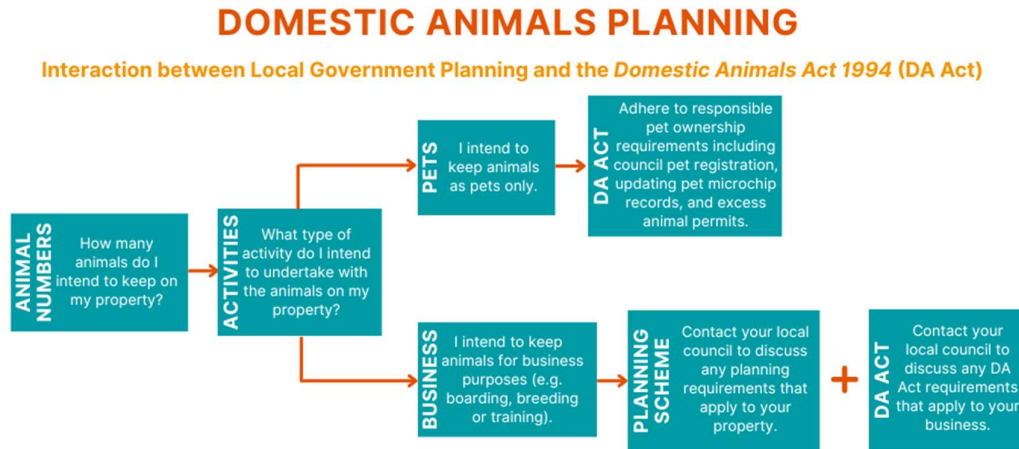 DOMESTIC ANIMALS PLANNING
Interaction between Local Government Planning and the Domestic Animals Act 1994 (DA Act)
ANIMAL
NUMBERS
How many
animals do I
intend to keep on
my property?
ACTIVITIES
What type of
activity do I intend
to undertake with
the animals on my
property?
PETS
I intend to
keep animals
as pets only.
DA ACT
Adhere to responsible
pet ownership
requirements including
council pet registration,
updating pet microchip
records, and excess
animal permits.
BUSINESS
I intend to keep
animals for business
purposes (e.g.
boarding, breeding
or training).
PLANNING
SCHEME
Contact your local
council to discuss
any planning
requirements that
apply to your
property.
+
DA ACT
Contact your
local council to
discuss any DA
Act requirements
that apply to your
business.